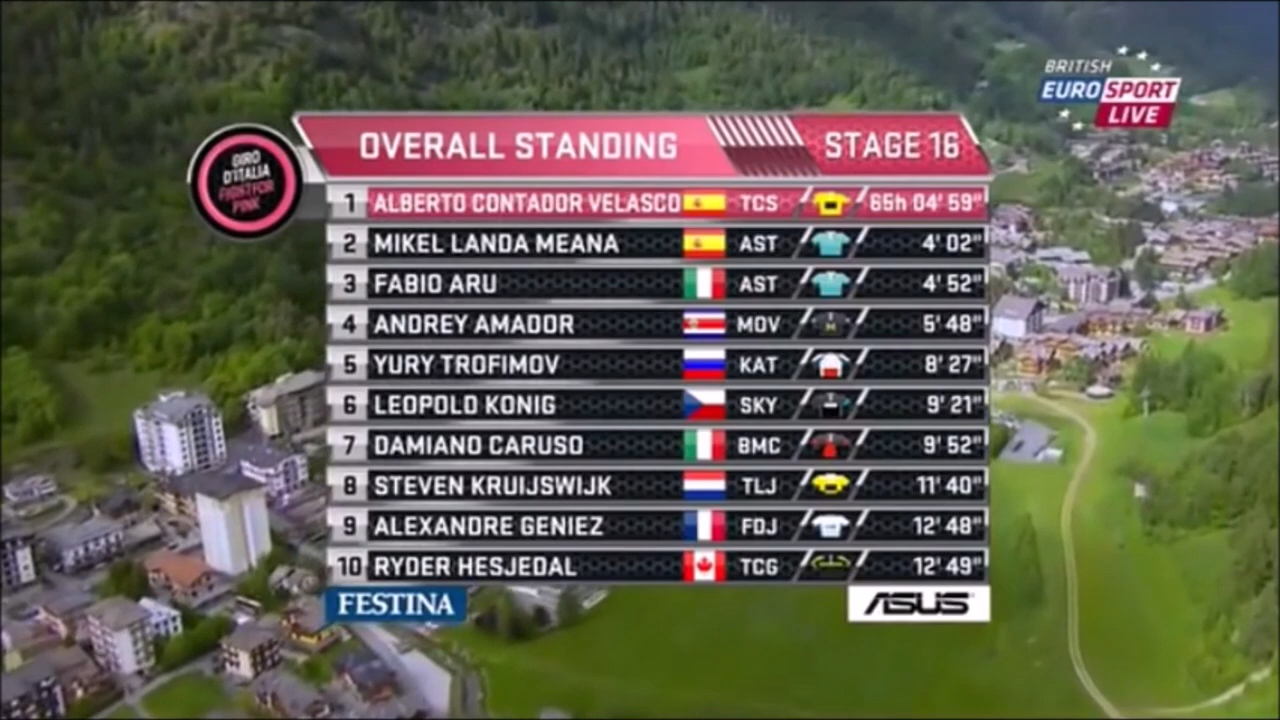 BRITISH
EUROSPORT
LIVE
OVERALL STANDING STAGE 16
GIRO
D'ITALIA
FIGHT FOR
PINK
1 ALBERTO CONTADOR VELASCO TCS 65h 04' 59"
2 MIKEL LANDA MEANA AST 4' 02"
3 FABIO ARU AST 4' 52"
4 ANDREY AMADOR MOV 5' 48"
5 YURY TROFIMOV KAT 8' 27"
6 LEOPOLD KONIG SKY 9' 21"
7 DAMIANO CARUSO BMC 9' 52"
8 STEVEN KRUIJSWIJK TLJ 11' 40"
9 ALEXANDRE GENIEZ FDJ 12' 48"
10 RYDER HESJEDAL TCG 12' 49"
FESTINA ASUS